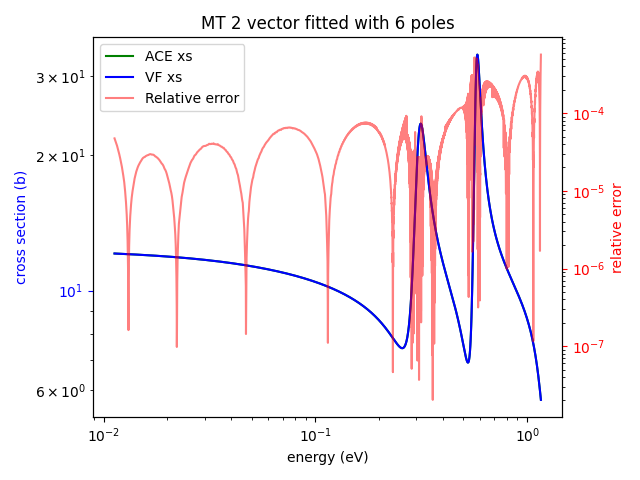 MT 2 vector fitted with 6 poles
ACE xs
VF xs
Relative error
cross section (b)
3 × 10¹
2 × 10¹
10¹
6 × 10⁰
10⁻⁴
10⁻⁵
10⁻⁶
10⁻⁷
relative error
10⁻² 10⁻¹ 10⁰
energy (eV)